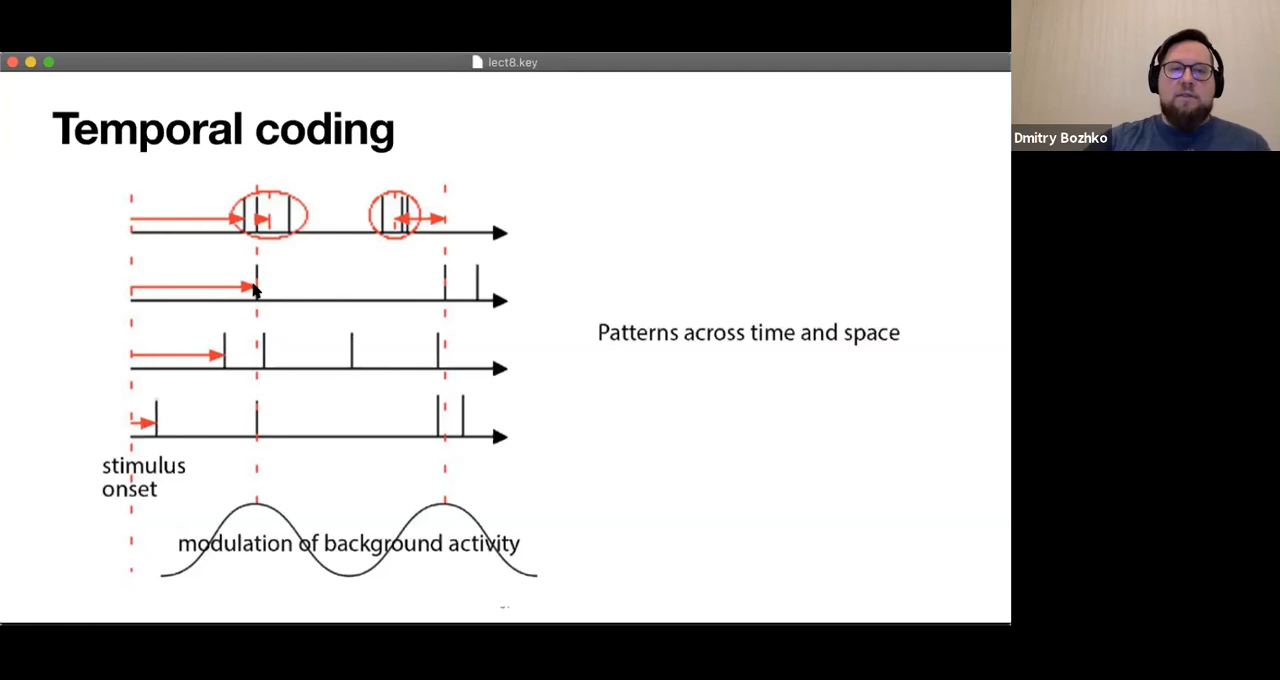 lect8.key
Dmitry Bozhko
Temporal coding
Patterns across time and space
stimulus
onset
modulation of background activity